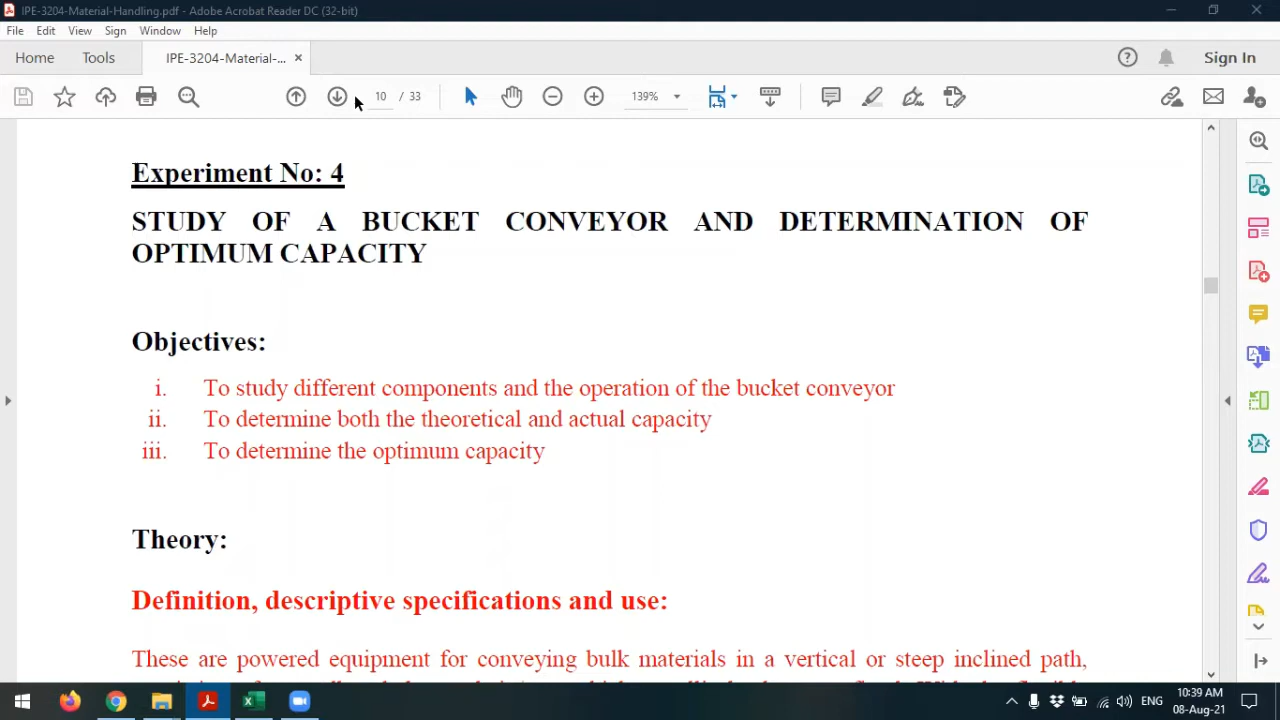 IPE-3204-Material-Handling.pdf - Adobe Acrobat Reader DC (32-bit)
File Edit View Sign Window Help
Home Tools IPE-3204-Material-... × Sign In
10 / 33 139%
Experiment No: 4
STUDY OF A BUCKET CONVEYOR AND DETERMINATION OF
OPTIMUM CAPACITY
Objectives:
i. To study different components and the operation of the bucket conveyor
ii. To determine both the theoretical and actual capacity
iii. To determine the optimum capacity
Theory:
Definition, descriptive specifications and use:
These are powered equipment for conveying bulk materials in a vertical or steep inclined path,
ENG
10:39 AM
08-Aug-21